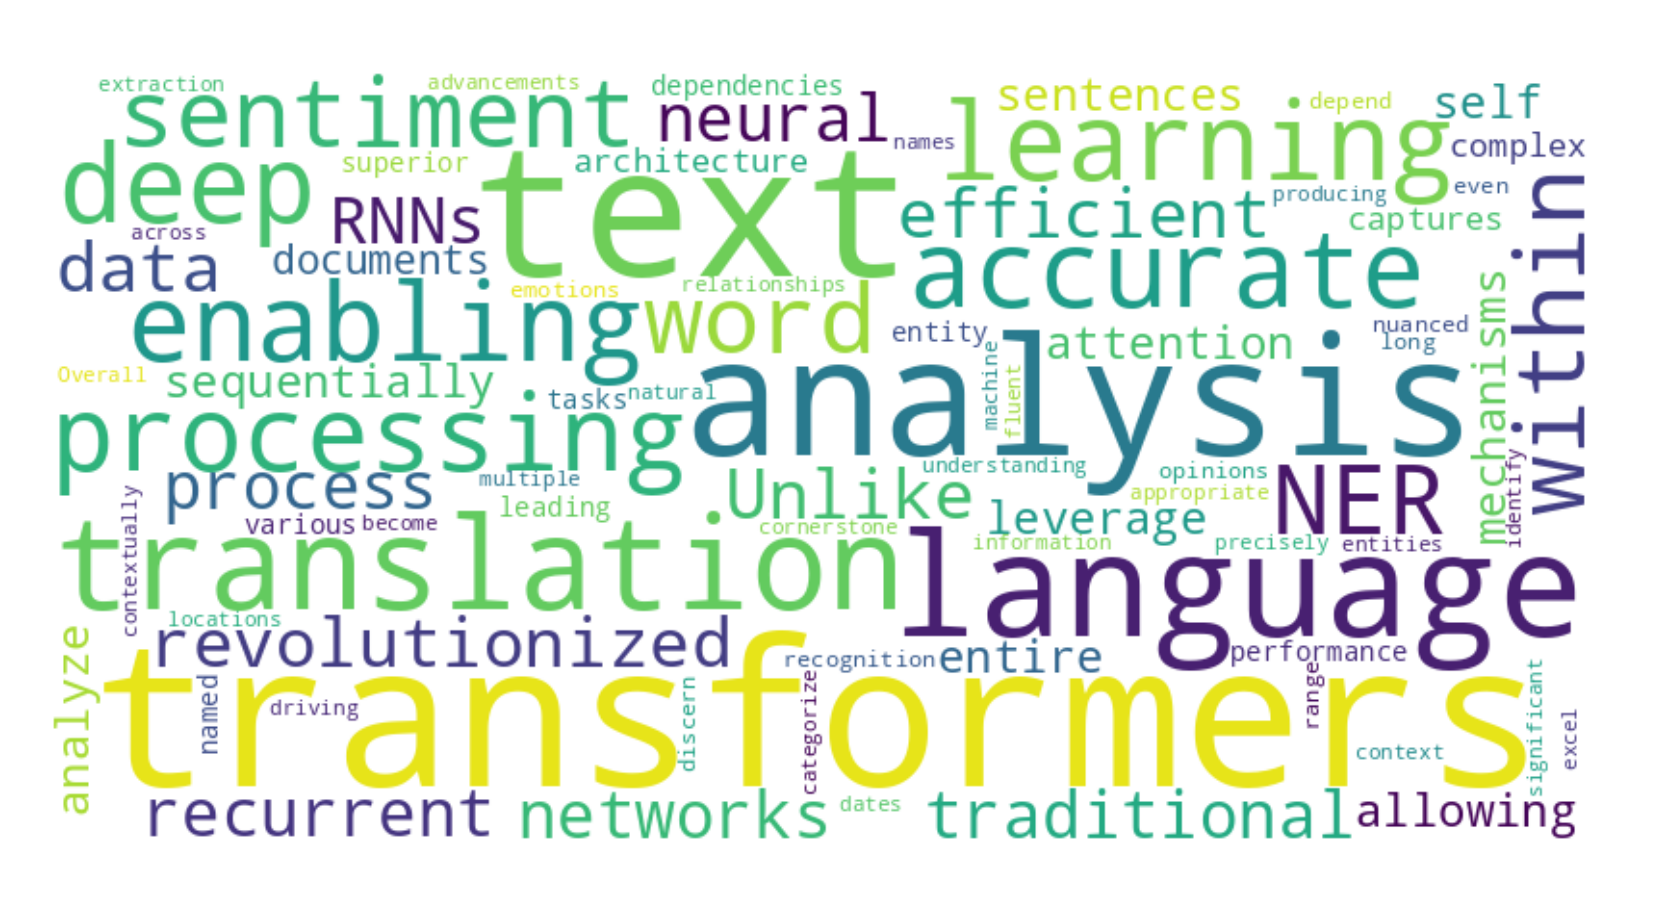 extraction
advancements
dependencies
sentiment
neural
names
sentences
learning
depend
self
complex
deep
superior
architecture
text
RNNs
across
efficient
producing
even
captures
within
data
documents
accurate
enabling
emotions
relationships
word
entity
attention
nuanced
long
mechanisms
Overall
sequentially
tasks
natural
analysis
machine
fluent
processing
process
multiple
leading
Unlike
understanding
opinions
appropriate
NER
identify
contextually
various
become
cornerstone
leverage
information
precisely
entities
translation
language
locations
revolutionized
recognition
entire
performance
analyze
named
driving
transformers
discern
categorize
range
context
significant
excel
recurrent
networks
dates
traditional
allowing